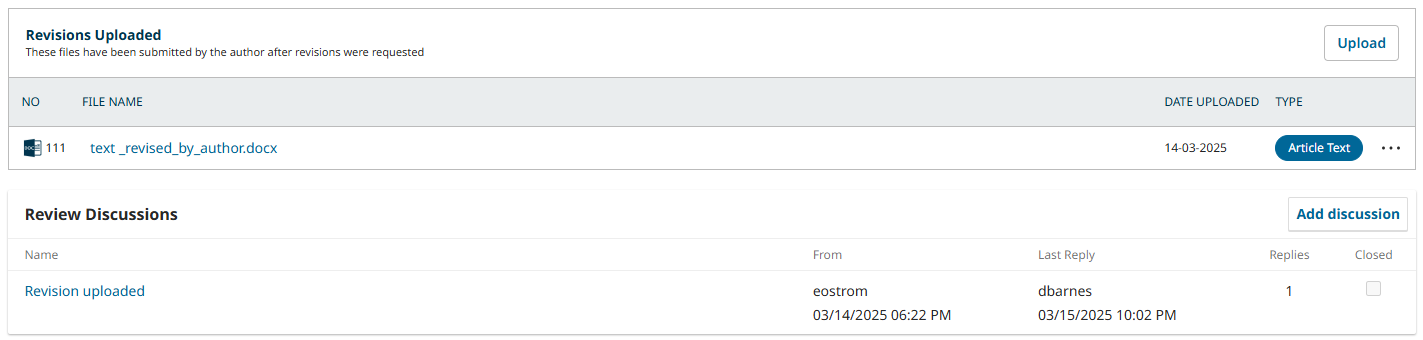 Revisions Uploaded
These files have been submitted by the author after revisions were requested
Upload
NO FILE NAME DATE UPLOADED TYPE
111 text _revised_by_author.docx 14-03-2025 Article Text
Review Discussions
Add discussion
Name From Last Reply Replies Closed
Revision uploaded eostrom dbarnes 1
03/14/2025 06:22 PM 03/15/2025 10:02 PM